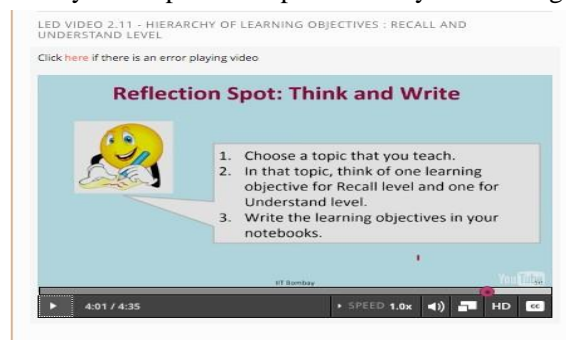 LED VIDEO 2.11 - HIERARCHY OF LEARNING OBJECTIVES : RECALL AND
UNDERSTAND LEVEL
Click here if there is an error playing video
Reflection Spot: Think and Write
1. Choose a topic that you teach.
2. In that topic, think of one learning
objective for Recall level and one for
Understand level.
3. Write the learning objectives in your
notebooks.
IIT Bombay
YouTube
4:01 / 4:35
SPEED 1.0x
HD
cc